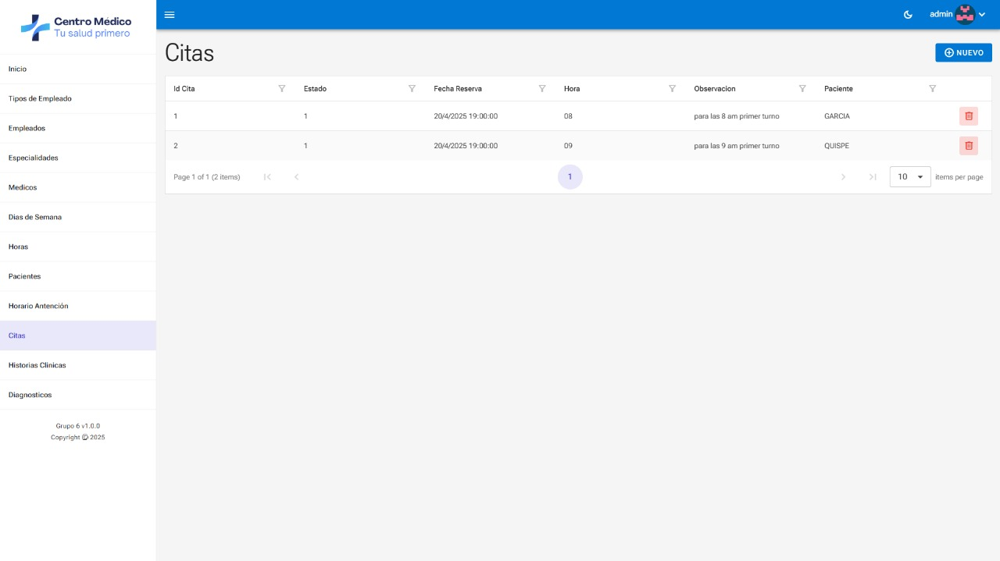 Centro Médico
Tu salud primero
Inicio
Tipos de Empleado
Empleados
Especialidades
Medicos
Dias de Semana
Horas
Pacientes
Horario Antención
Citas
Historias Clinicas
Diagnosticos
Grupo 6 v1.0.0
Copyright © 2025
admin
Citas
NUEVO
Id Cita Estado Fecha Reserva Hora Observacion Paciente
1 1 20/4/2025 19:00:00 08 para las 8 am primer turno GARCIA
2 1 20/4/2025 19:00:00 09 para las 9 am primer turno QUISPE
Page 1 of 1 (2 items) 1 10 items per page